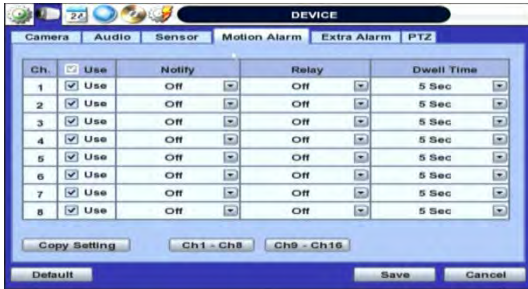 24 DEVICE
Camera Audio Sensor Motion Alarm Extra Alarm PTZ
Ch. Use Notify Relay Dwell Time
1 Use Off Off 5 Sec
2 Use Off Off 5 Sec
3 Use Off Off 5 Sec
4 Use Off Off 5 Sec
5 Use Off Off 5 Sec
6 Use Off Off 5 Sec
7 Use Off Off 5 Sec
8 Use Off Off 5 Sec
Copy Setting Ch1 - Ch8 Ch9 - Ch16
Default Save Cancel